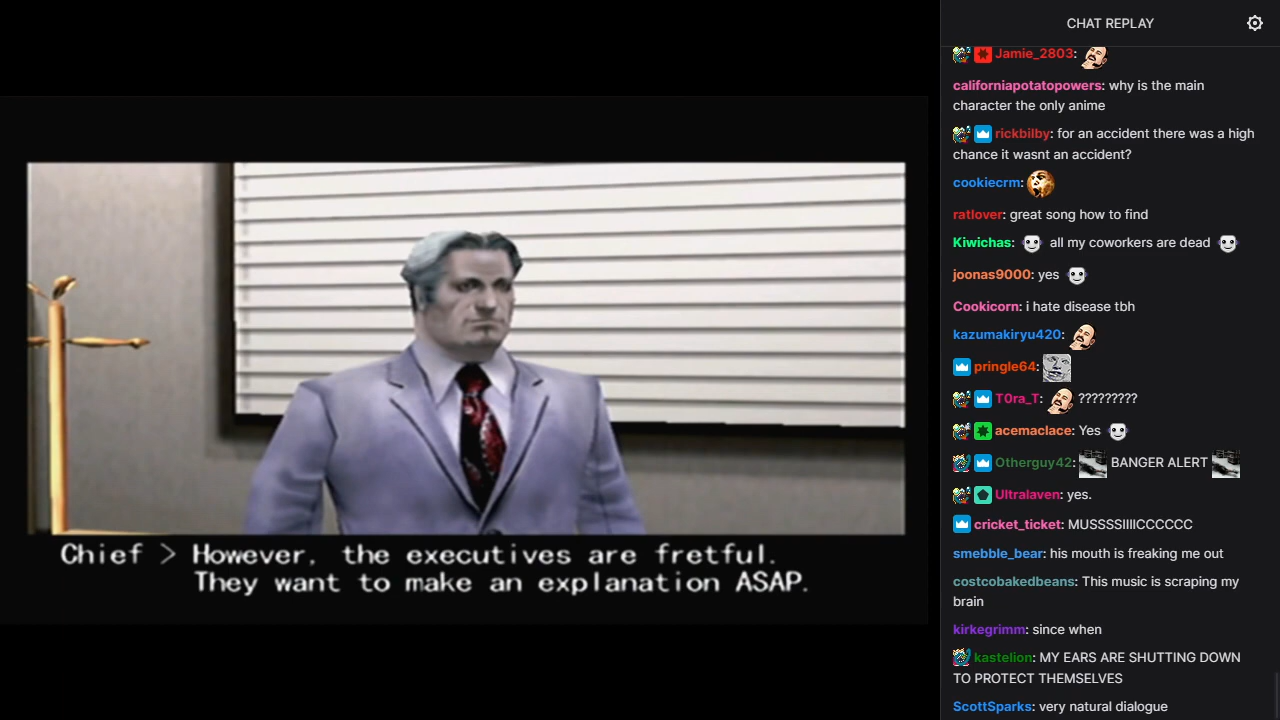 Chief > However, the executives are fretful.
They want to make an explanation ASAP.
CHAT REPLAY
Jamie_2803:
californiapotatopowers: why is the main
character the only anime
rickbilby: for an accident there was a high
chance it wasnt an accident?
cookiecrm:
ratlover: great song how to find
Kiwichas: all my coworkers are dead
joonas9000: yes
Cookicorn: i hate disease tbh
kazumakiryu420:
pringle64:
T0ra_T: ?????????
acemaclace: Yes
Otherguy42: BANGER ALERT
Ultralaven: yes.
cricket_ticket: MUSSSSIIIICCCCCC
smebble_bear: his mouth is freaking me out
costcobakedbeans: This music is scraping my
brain
kirkegrimm: since when
kastelion: MY EARS ARE SHUTTING DOWN
TO PROTECT THEMSELVES
ScottSparks: very natural dialogue